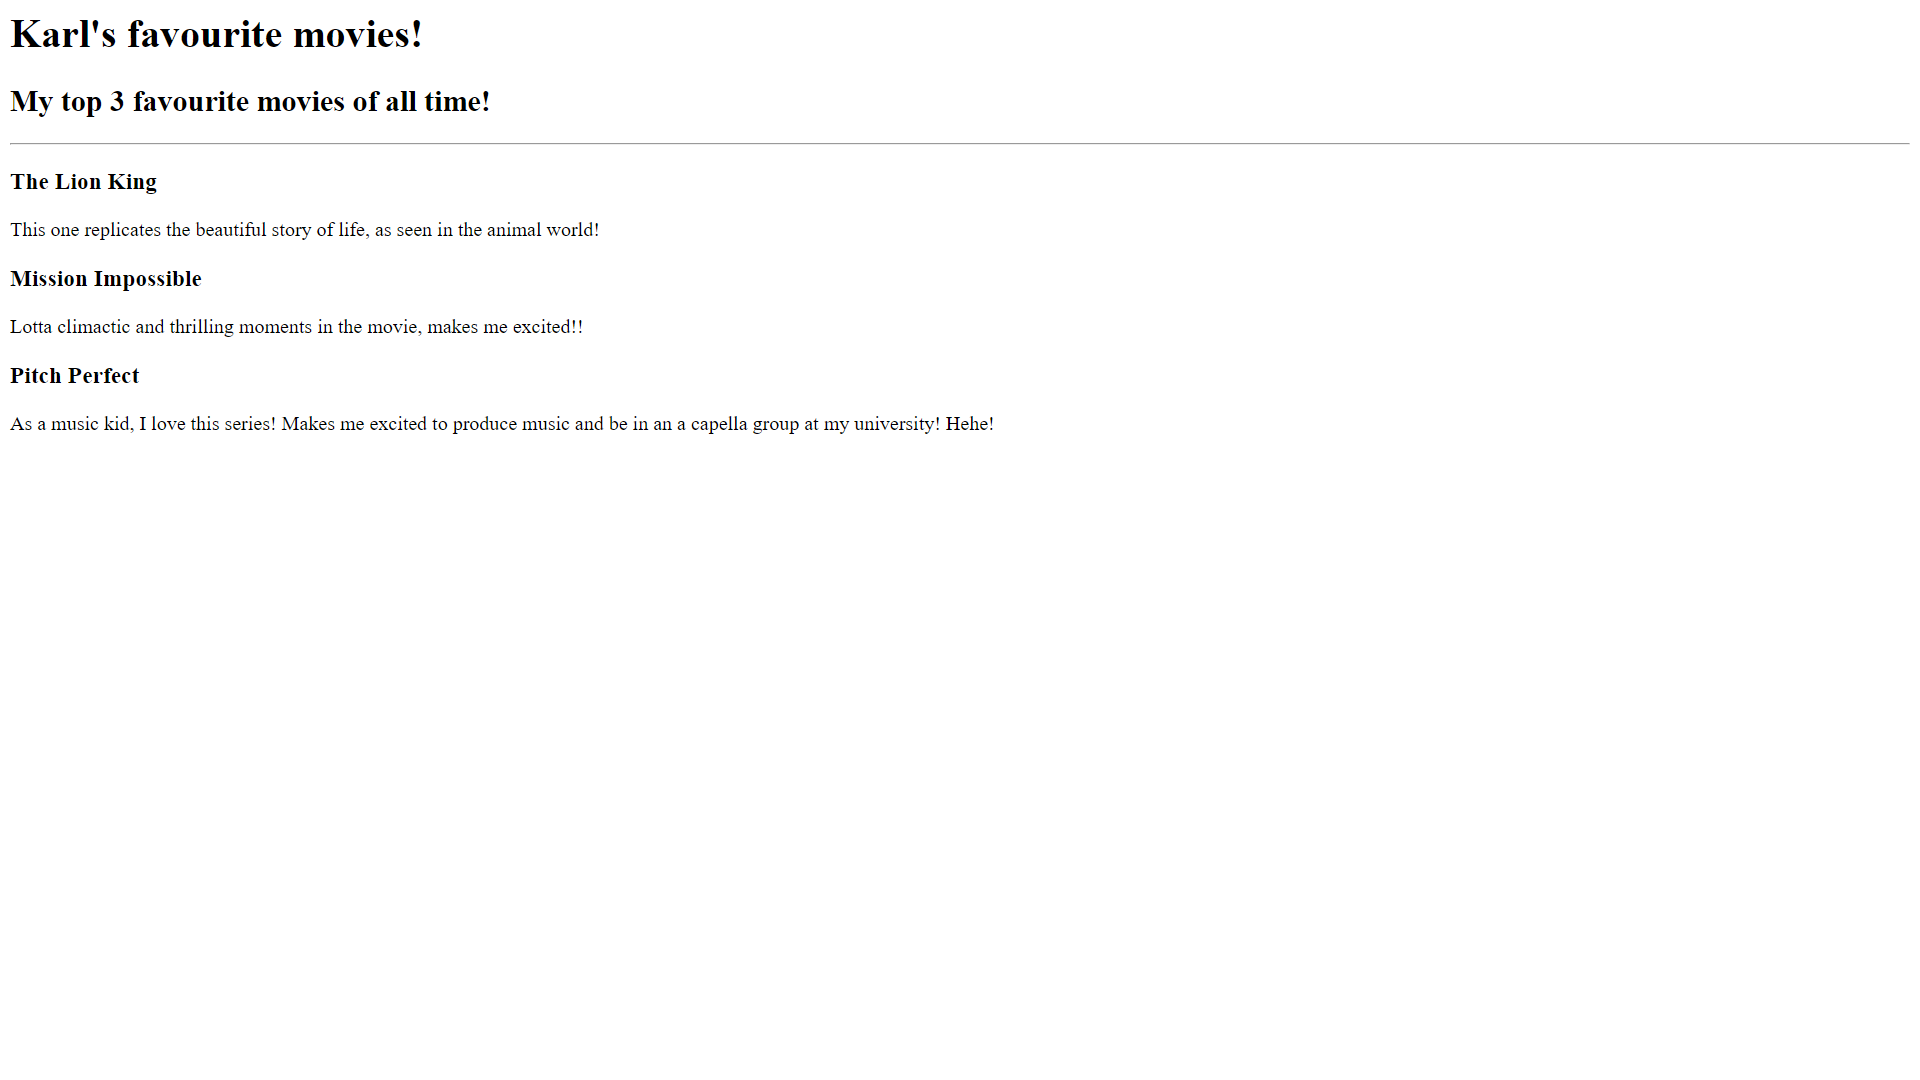 Karl's favourite movies!
My top 3 favourite movies of all time!
The Lion King
This one replicates the beautiful story of life, as seen in the animal world!
Mission Impossible
Lotta climactic and thrilling moments in the movie, makes me excited!!
Pitch Perfect
As a music kid, I love this series! Makes me excited to produce music and be in an a capella group at my university! Hehe!